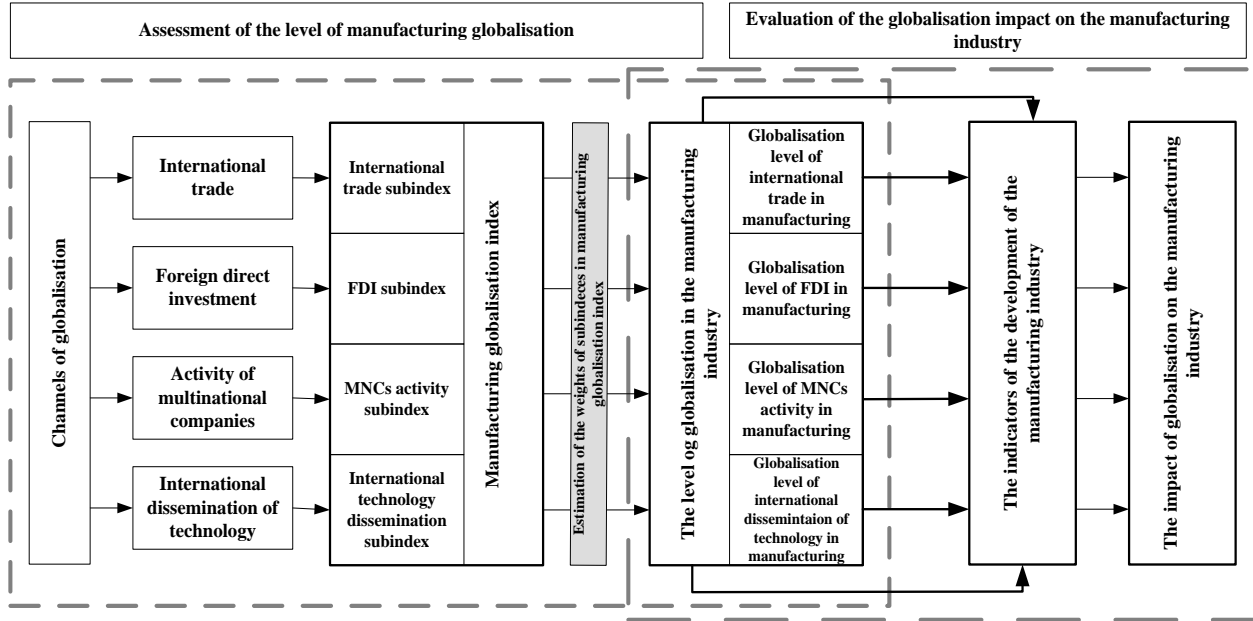 Assessment of the level of manufacturing globalisation
Evaluation of the globalisation impact on the manufacturing
industry
Channels of globalisation
International
trade
Foreign direct
investment
Activity of
multinational
companies
International
dissemination of
technology
International
trade subindex
FDI subindex
MNCs activity
subindex
International
technology
dissemination
subindex
Manufacturing globalisation index
Estimation of the weights of subindeces in manufacturing
globalisation index
The level og globalisation in the manufacturing
industry
Globalisation
level of
international
trade in
manufacturing
Globalisation
level of FDI in
manufacturing
Globalisation
level of MNCs
activity in
manufacturing
Globalisation
level of
international
dissemintaion of
technology in
manufacturing
The indicators of the development of the
manufacturing industry
The impact of globalisation on the manufacturing
industry